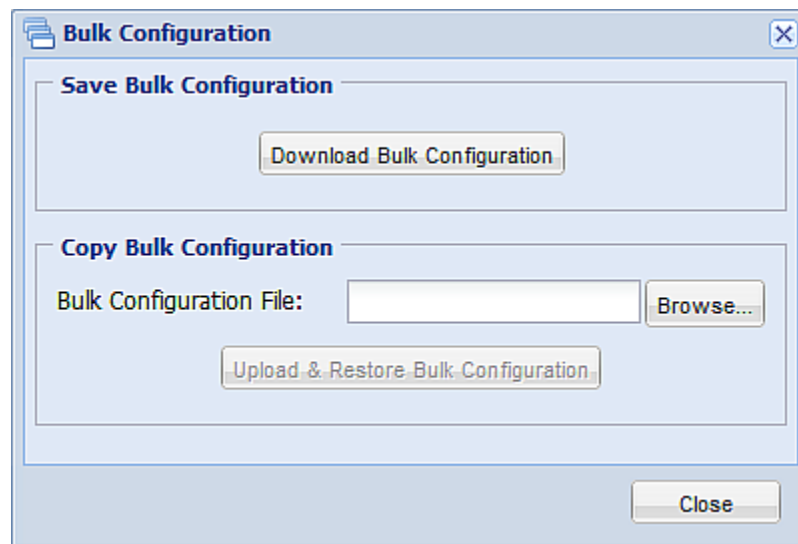 Bulk Configuration
Save Bulk Configuration
Download Bulk Configuration
Copy Bulk Configuration
Bulk Configuration File:
Browse...
Upload & Restore Bulk Configuration
Close